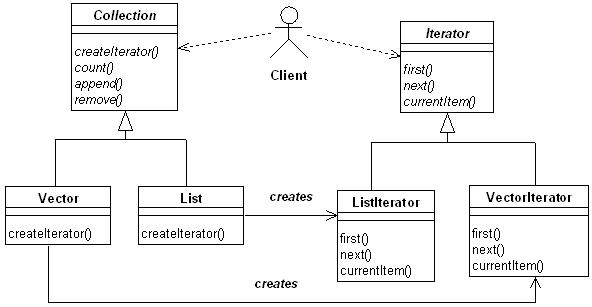 Collection
createIterator()
count()
append()
remove()
Client
Iterator
first()
next()
currentItem()
Vector
createIterator()
List
createIterator()
creates
ListIterator
first()
next()
currentItem()
VectorIterator
first()
next()
currentItem()
creates